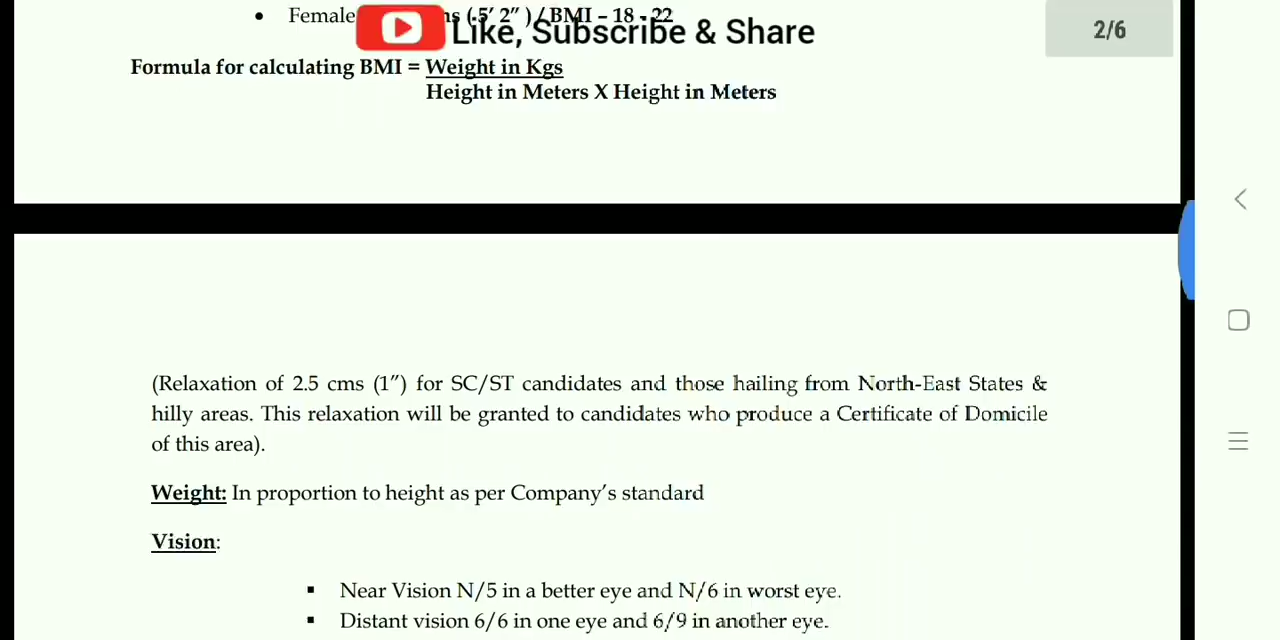 • Female ns ( 5′ 2″ ) / BMI – 18 - 22
Like, Subscribe & Share
2/6
Formula for calculating BMI = Weight in Kgs
Height in Meters X Height in Meters
(Relaxation of 2.5 cms (1″) for SC/ST candidates and those hailing from North-East States &
hilly areas. This relaxation will be granted to candidates who produce a Certificate of Domicile
of this area).
Weight: In proportion to height as per Company's standard
Vision:
▪ Near Vision N/5 in a better eye and N/6 in worst eye.
▪ Distant vision 6/6 in one eye and 6/9 in another eye.